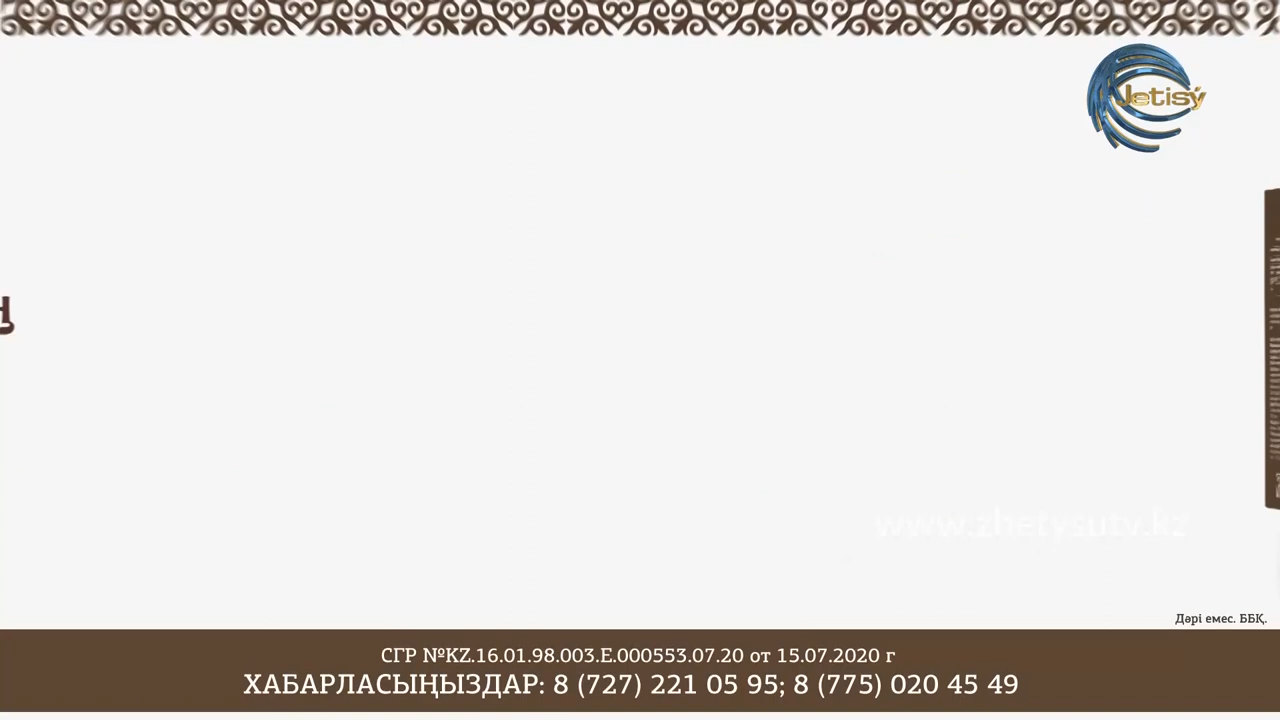 Jetisý
www.zhetysutv.kz
Дәрі емес. ББҚ.
СГР №KZ.16.01.98.003.Е.000553.07.20 от 15.07.2020 г
ХАБАРЛАСЫҢЫЗДАР: 8 (727) 221 05 95; 8 (775) 020 45 49